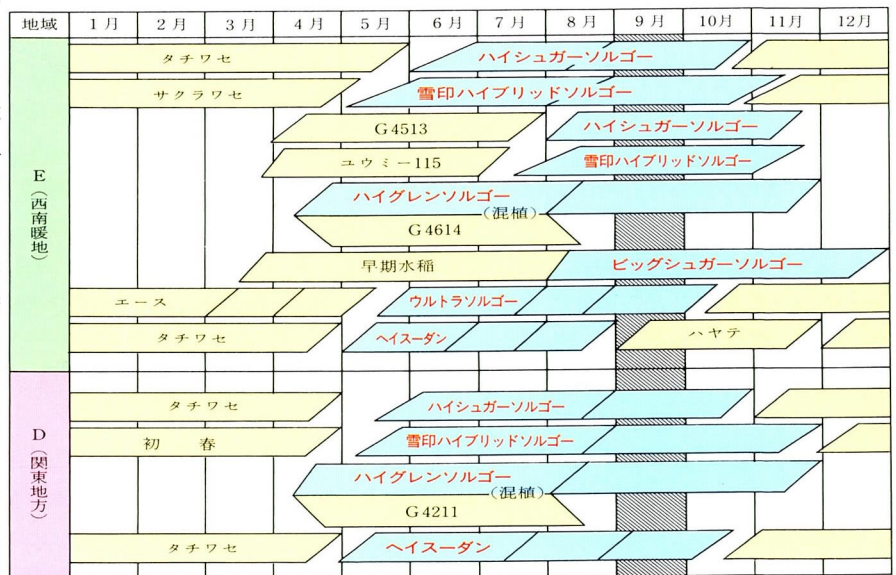 地域 1月 2月 3月 4月 5月 6月 7月 8月 9月 10月 11月 12月
E(西南暖地)
タチワセ ハイシュガーソルゴー
サクラワセ 雪印ハイブリッドソルゴー
G4513 ハイシュガーソルゴー
ユウミー115 雪印ハイブリッドソルゴー
ハイグレンソルゴー
(混植)
G4614
早期水稲 ビッグシュガーソルゴー
エース ウルトラソルゴー
タチワセ ヘイスーダン ハヤテ
D(関東地方)
タチワセ ハイシュガーソルゴー
初春 雪印ハイブリッドソルゴー
ハイグレンソルゴー
(混植)
G4211
タチワセ ヘイスーダン